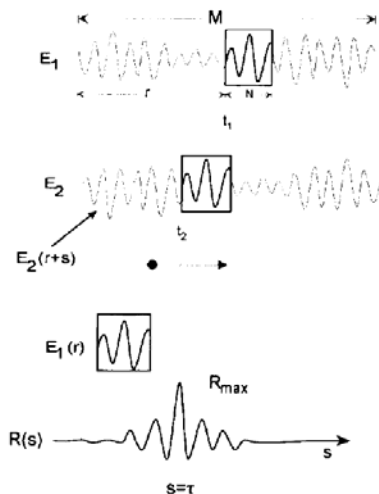 M
E1
r
N
t1
E2
t2
E2(r+s)
E1(r)
Rmax
R(s)
s
s=τ